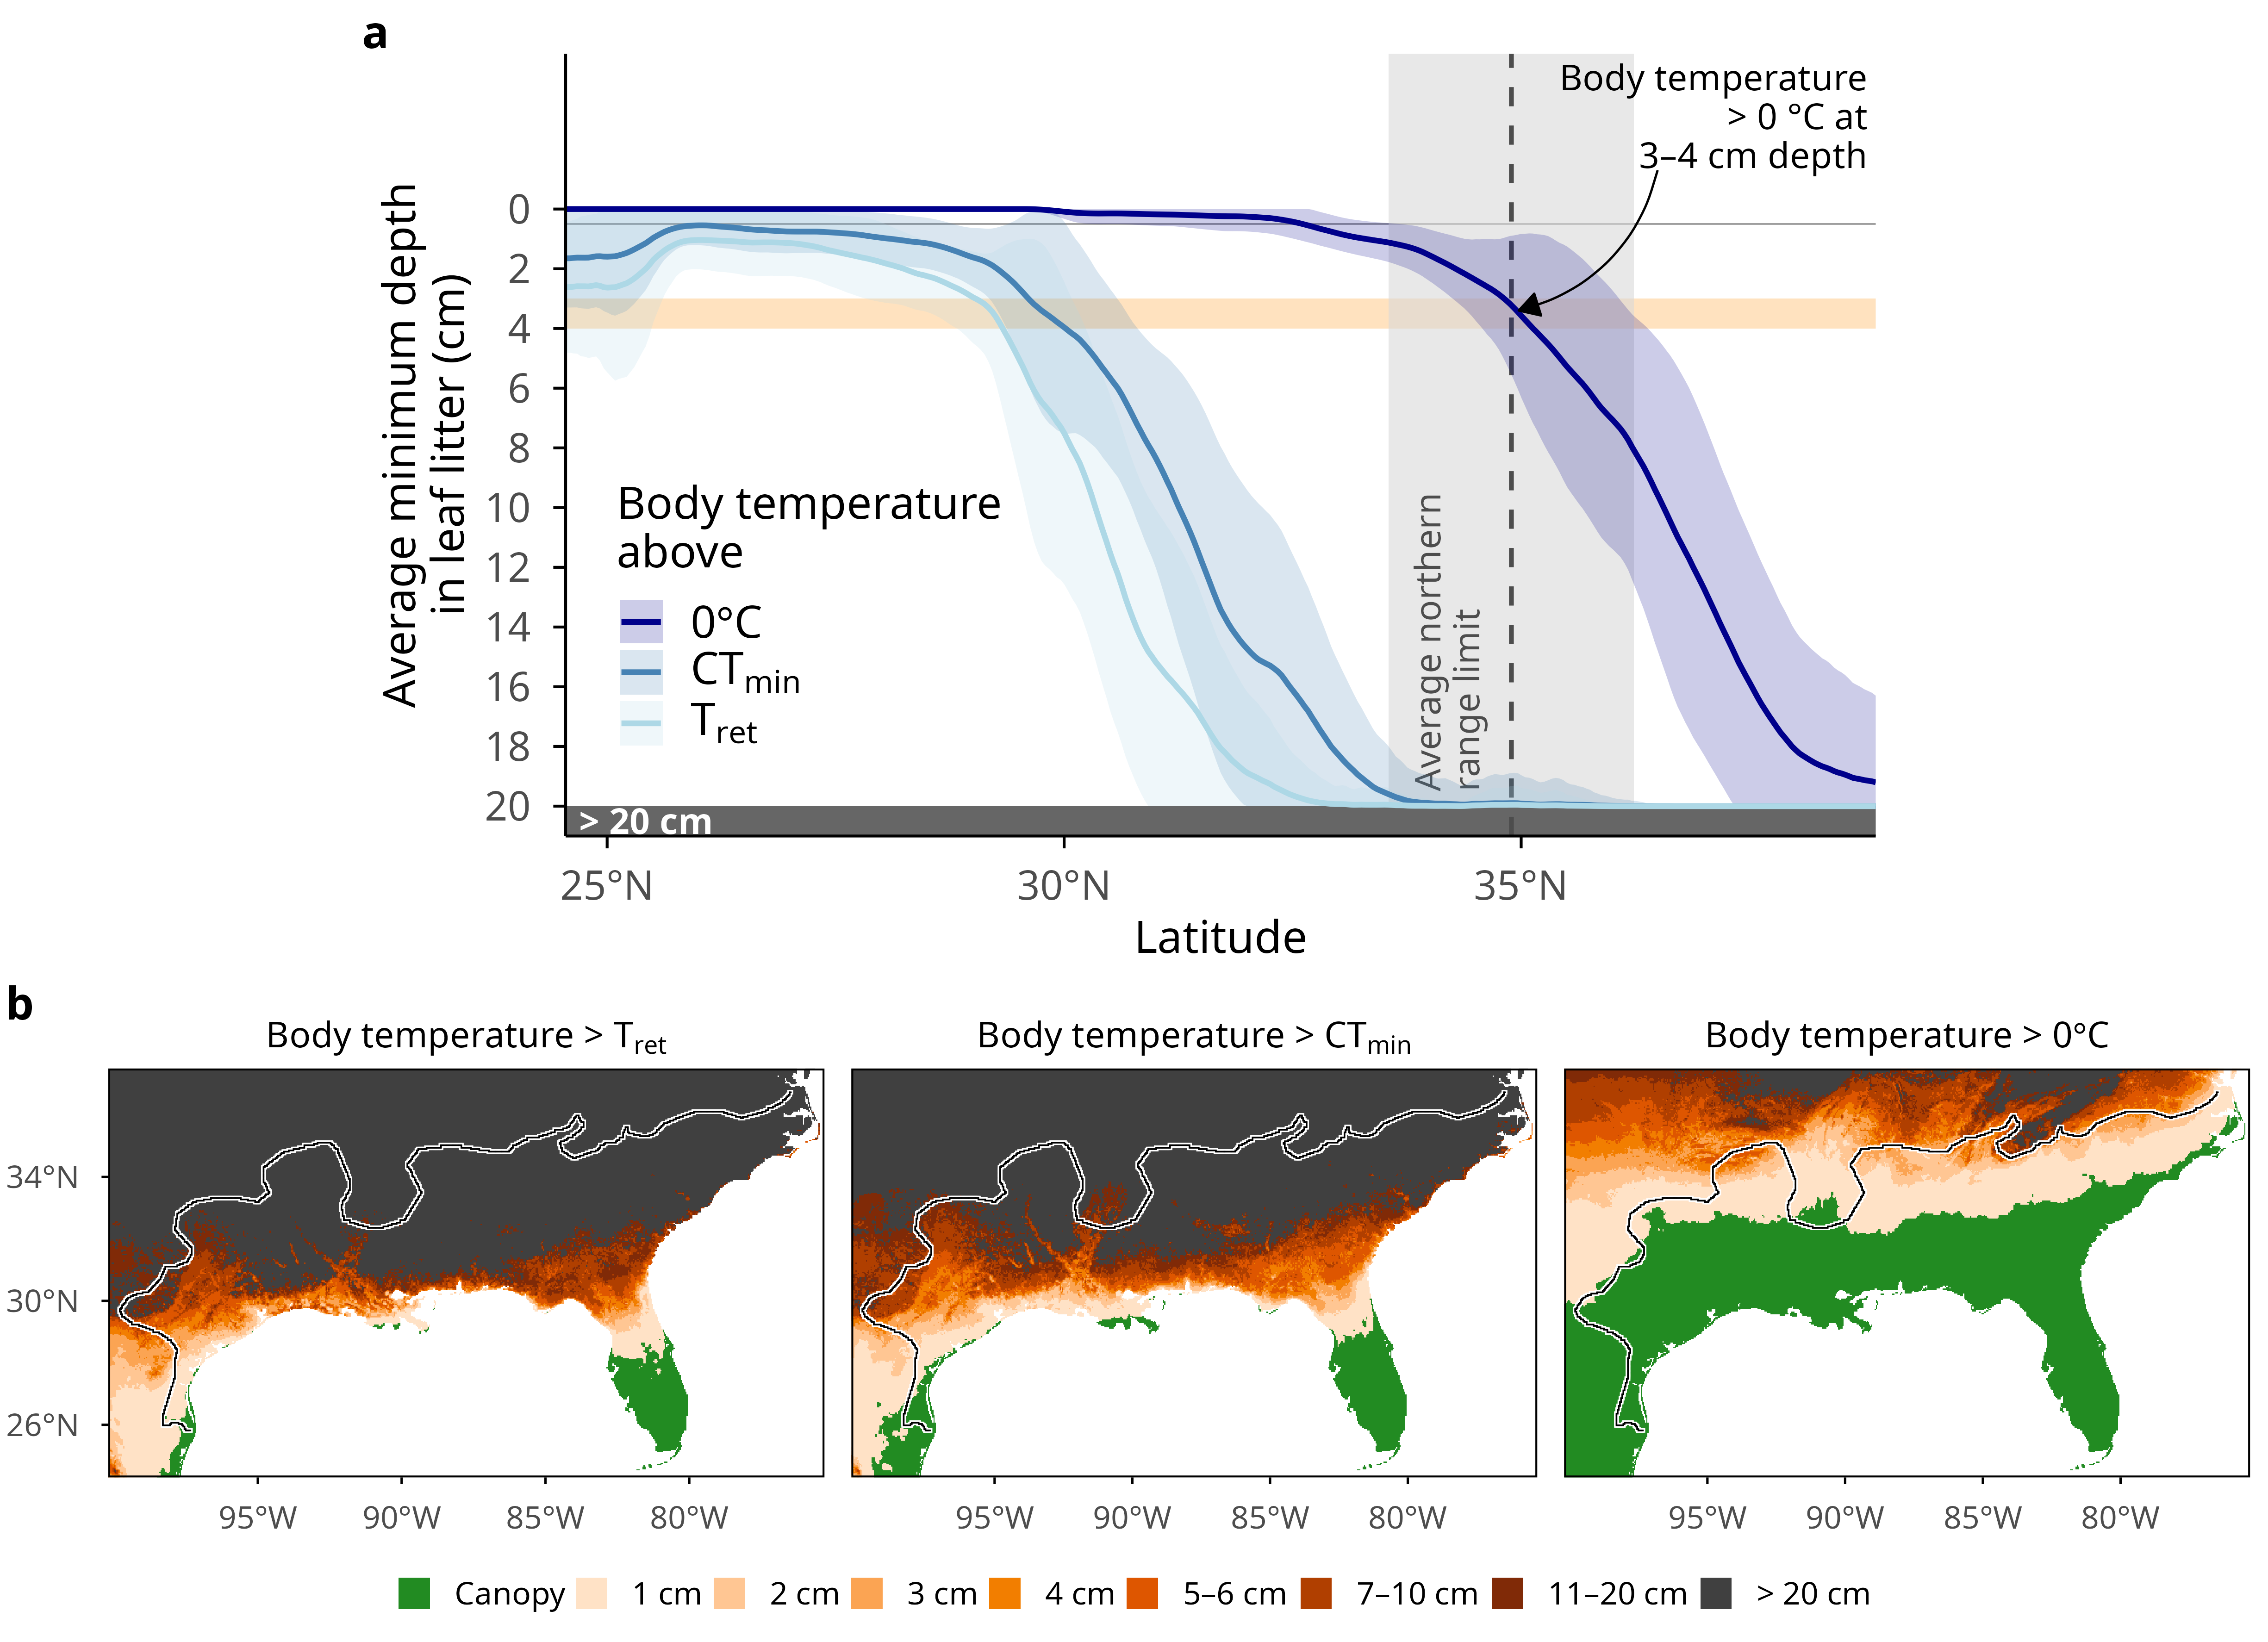 a
Body temperature
> 0 °C at
3–4 cm depth
Average minimum depth
in leaf litter (cm)
0
2
4
6
8
10
12
14
16
18
20
Body temperature
above
0°C
CTmin
Tret
Average northern
range limit
> 20 cm
25°N
30°N
35°N
Latitude
b
Body temperature > Tret
Body temperature > CTmin
Body temperature > 0°C
34°N
30°N
26°N
95°W 90°W 85°W 80°W
95°W 90°W 85°W 80°W
95°W 90°W 85°W 80°W
Canopy 1 cm 2 cm 3 cm 4 cm 5–6 cm 7–10 cm 11–20 cm > 20 cm